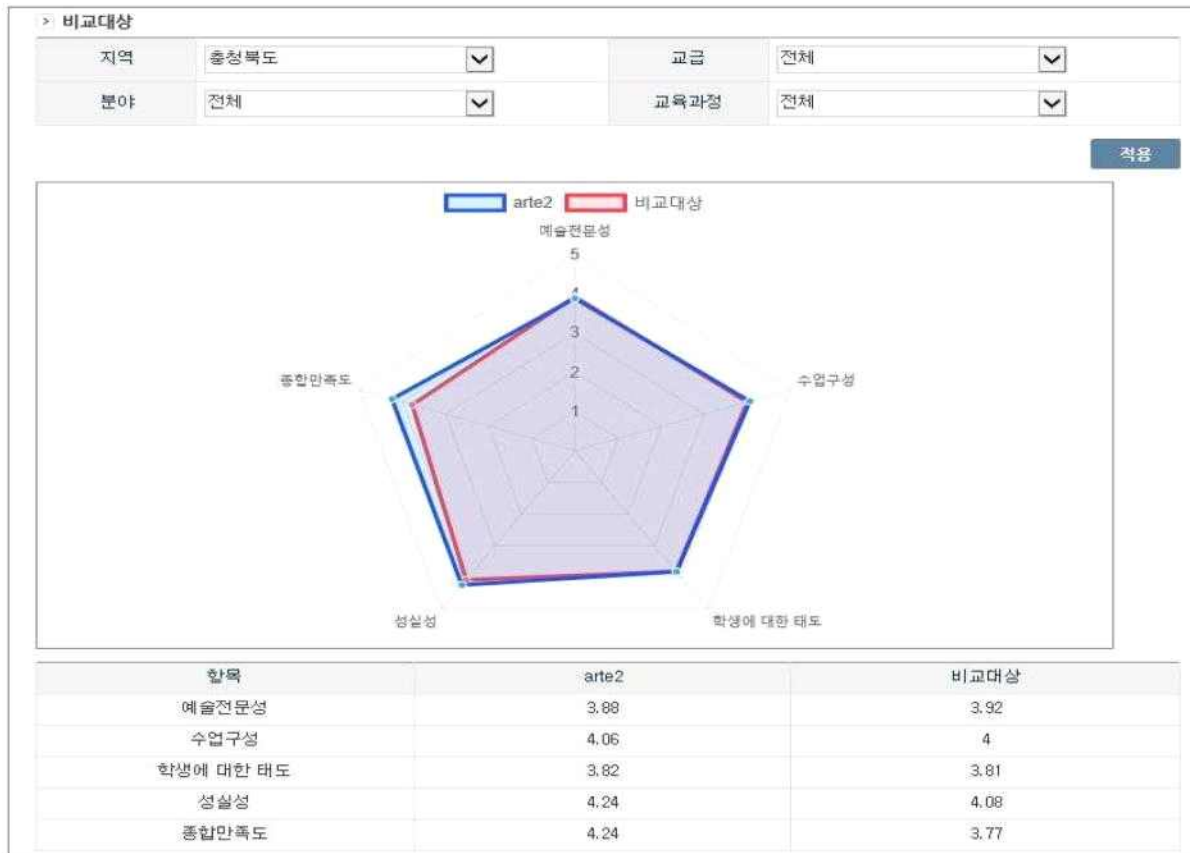 비교대상
지역 충청북도 교급 전체
분야 전체 교육과정 전체
적용
arte2 비교대상
예술전문성
5
4
3
2
1
종합만족도
수업구성
성실성
학생에 대한 태도
항목 arte2 비교대상
예술전문성 3.88 3.92
수업구성 4.06 4
학생에 대한 태도 3.82 3.81
성실성 4.24 4.08
종합만족도 4.24 3.77